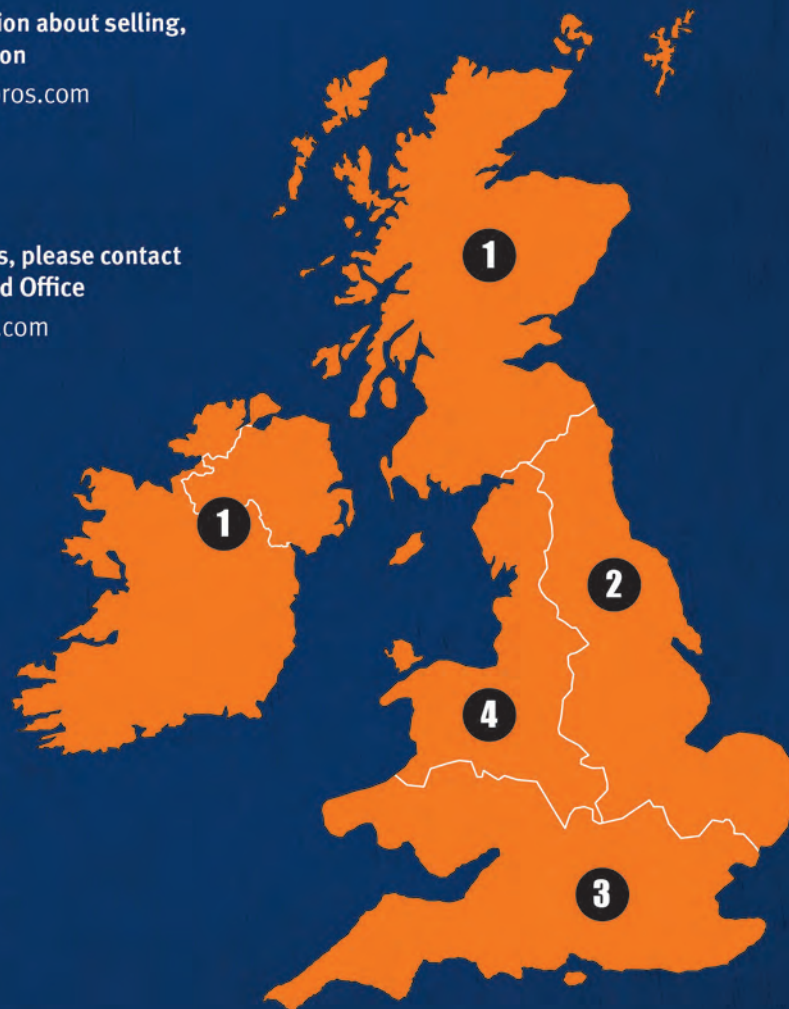 ion about selling,
on
ros.com
s, please contact
d Office
.com
1
1
2
4
3